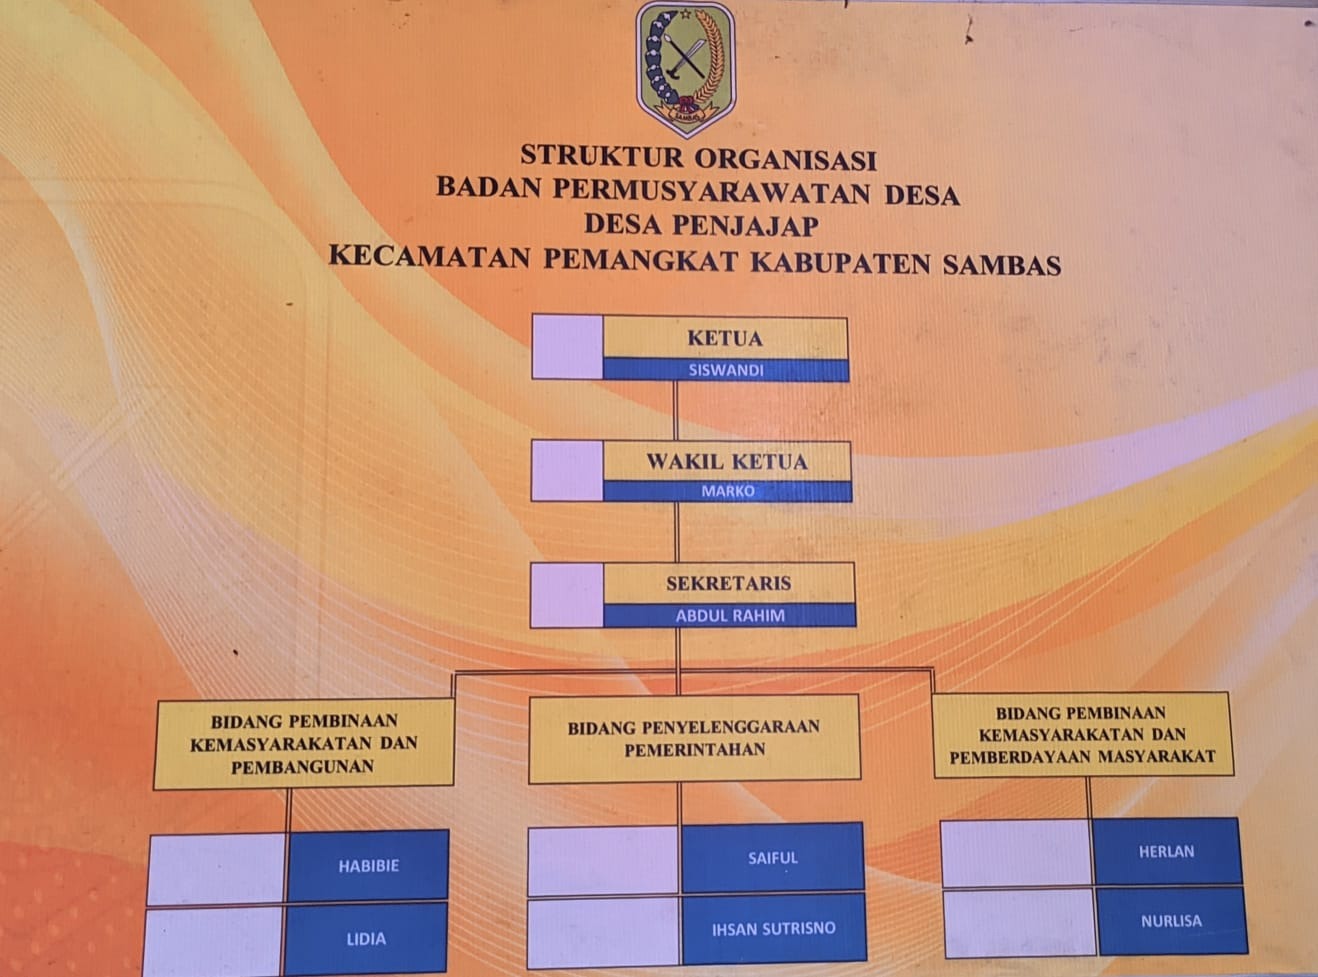 SAMBAS
STRUKTUR ORGANISASI
BADAN PERMUSYARAWATAN DESA
DESA PENJAJAP
KECAMATAN PEMANGKAT KABUPATEN SAMBAS
KETUA
SISWANDI
WAKIL KETUA
MARKO
SEKRETARIS
ABDUL RAHIM
BIDANG PEMBINAAN
KEMASYARAKATAN DAN
PEMBANGUNAN
HABIBIE
LIDIA
BIDANG PENYELENGGARAAN
PEMERINTAHAN
SAIFUL
IHSAN SUTRISNO
BIDANG PEMBINAAN
KEMASYARAKATAN DAN
PEMBERDAYAAN MASYARAKAT
HERLAN
NURLISA